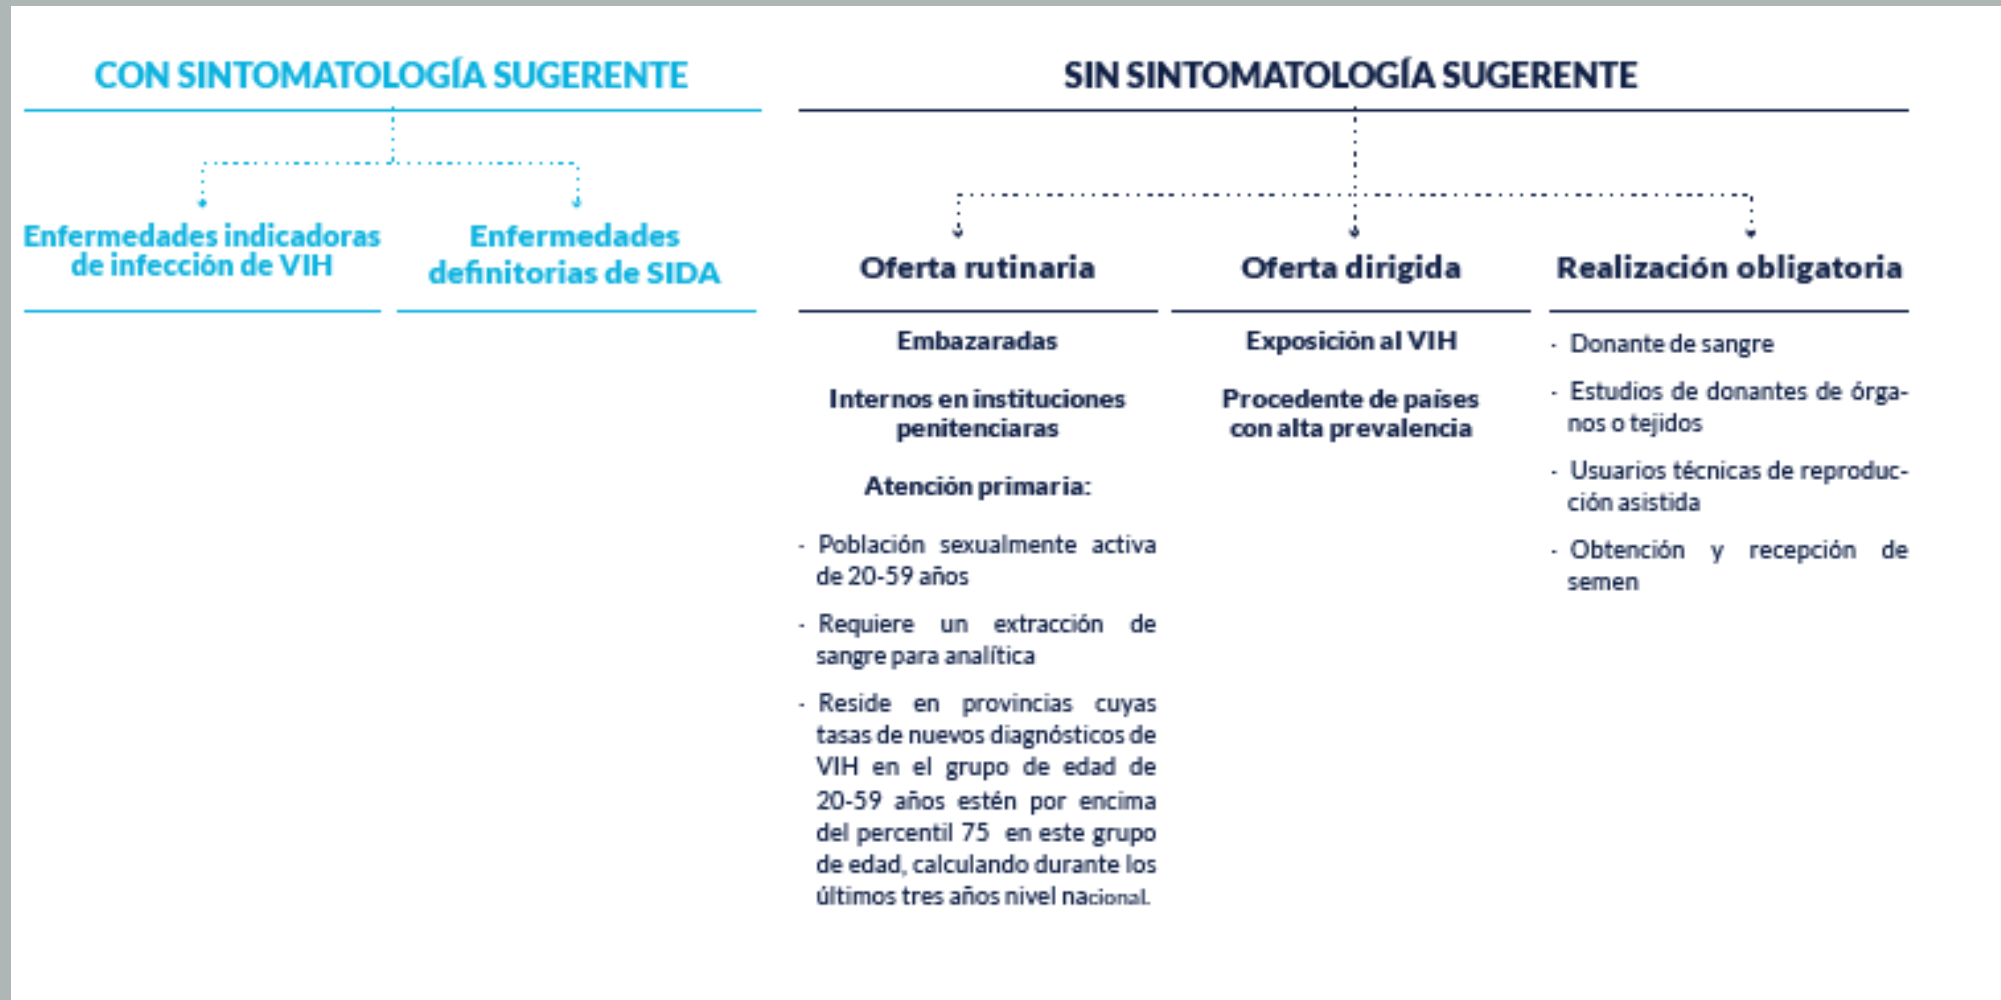 CON SINTOMATOLOGÍA SUGERENTE
Enfermedades indicadoras
de infección de VIH
Enfermedades
definitorias de SIDA
SIN SINTOMATOLOGÍA SUGERENTE
Oferta rutinaria
Embazaradas
Internos en instituciones
penitenciaras
Atención primaria:
· Población sexualmente activa
de 20-59 años
· Requiere un extracción de
sangre para analítica
· Reside en provincias cuyas
tasas de nuevos diagnósticos de
VIH en el grupo de edad de
20-59 años estén por encima
del percentil 75 en este grupo
de edad, calculando durante los
últimos tres años nivel nacional.
Oferta dirigida
Exposición al VIH
Procedente de países
con alta prevalencia
Realización obligatoria
· Donante de sangre
· Estudios de donantes de órga-
nos o tejidos
· Usuarios técnicas de reproduc-
ción asistida
· Obtención y recepción de
semen